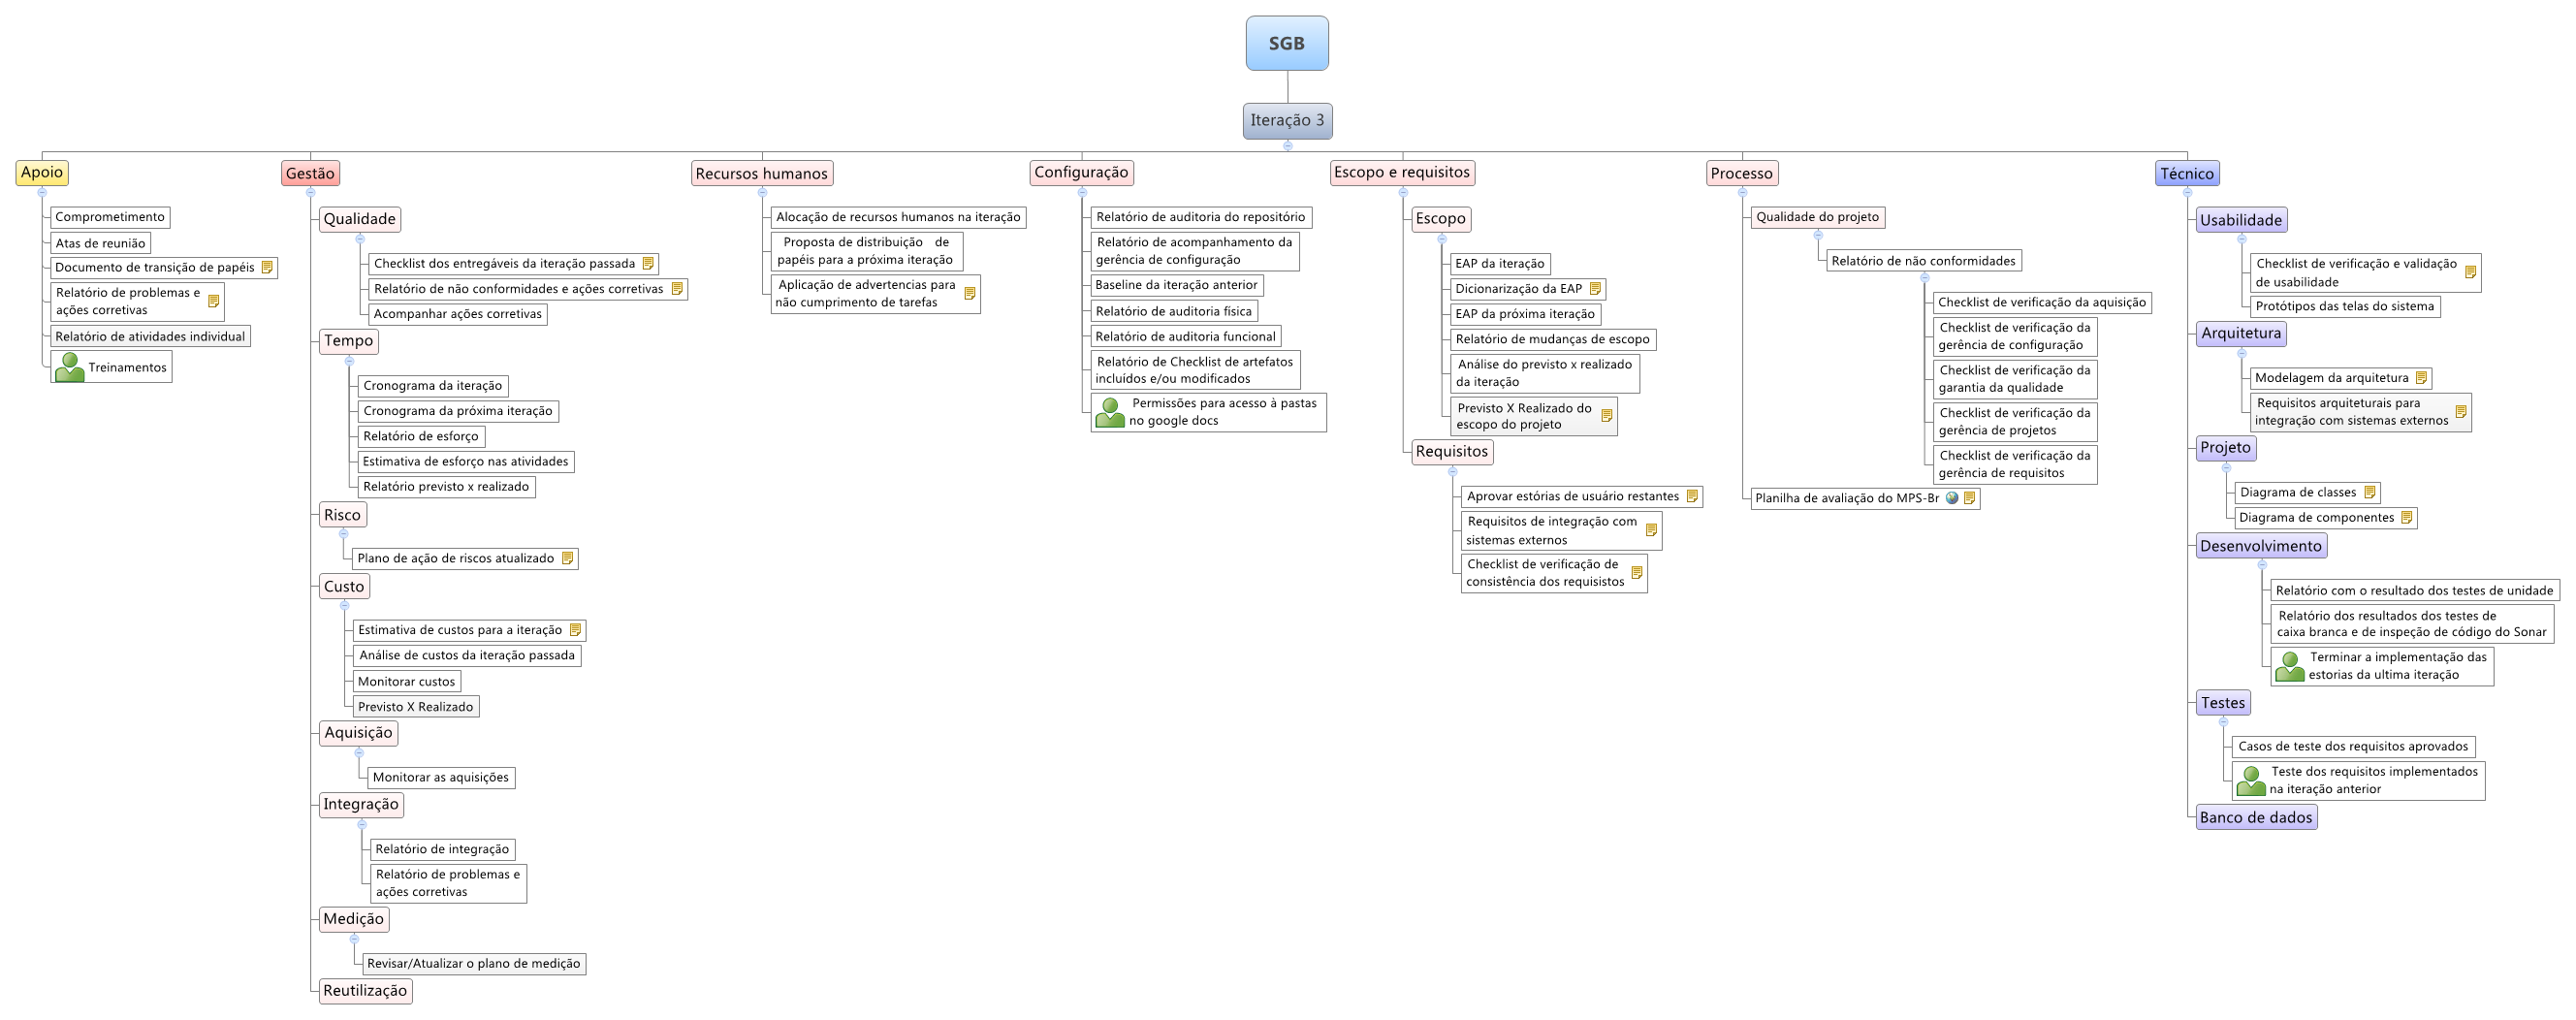 SGB
Iteração 3
Apoio
Comprometimento
Atas de reunião
Documento de transição de papéis
Relatório de problemas e
ações corretivas
Relatório de atividades individual
Treinamentos
Gestão
Qualidade
Checklist dos entregáveis da iteração passada
Relatório de não conformidades e ações corretivas
Acompanhar ações corretivas
Tempo
Cronograma da iteração
Cronograma da próxima iteração
Relatório de esforço
Estimativa de esforço nas atividades
Relatório previsto x realizado
Risco
Plano de ação de riscos atualizado
Custo
Estimativa de custos para a iteração
Análise de custos da iteração passada
Monitorar custos
Previsto X Realizado
Aquisição
Monitorar as aquisições
Integração
Relatório de integração
Relatório de problemas e
ações corretivas
Medição
Revisar/Atualizar o plano de medição
Reutilização
Recursos humanos
Alocação de recursos humanos na iteração
Proposta de distribuição de
papéis para a próxima iteração
Aplicação de advertencias para
não cumprimento de tarefas
Configuração
Relatório de auditoria do repositório
Relatório de acompanhamento da
gerência de configuração
Baseline da iteração anterior
Relatório de auditoria física
Relatório de auditoria funcional
Relatório de Checklist de artefatos
incluídos e/ou modificados
Permissões para acesso à pastas
no google docs
Escopo e requisitos
Escopo
EAP da iteração
Dicionarização da EAP
EAP da próxima iteração
Relatório de mudanças de escopo
Análise do previsto x realizado
da iteração
Previsto X Realizado do
escopo do projeto
Requisitos
Aprovar estórias de usuário restantes
Requisitos de integração com
sistemas externos
Checklist de verificação de
consistência dos requisistos
Processo
Qualidade do projeto
Relatório de não conformidades
Checklist de verificação da aquisição
Checklist de verificação da
gerência de configuração
Checklist de verificação da
garantia da qualidade
Checklist de verificação da
gerência de projetos
Checklist de verificação da
gerência de requisitos
Planilha de avaliação do MPS-Br
Técnico
Usabilidade
Checklist de verificação e validação
de usabilidade
Protótipos das telas do sistema
Arquitetura
Modelagem da arquitetura
Requisitos arquiteturais para
integração com sistemas externos
Projeto
Diagrama de classes
Diagrama de componentes
Desenvolvimento
Relatório com o resultado dos testes de unidade
Relatório dos resultados dos testes de
caixa branca e de inspeção de código do Sonar
Terminar a implementação das
estorias da ultima iteração
Testes
Casos de teste dos requisitos aprovados
Teste dos requisitos implementados
na iteração anterior
Banco de dados